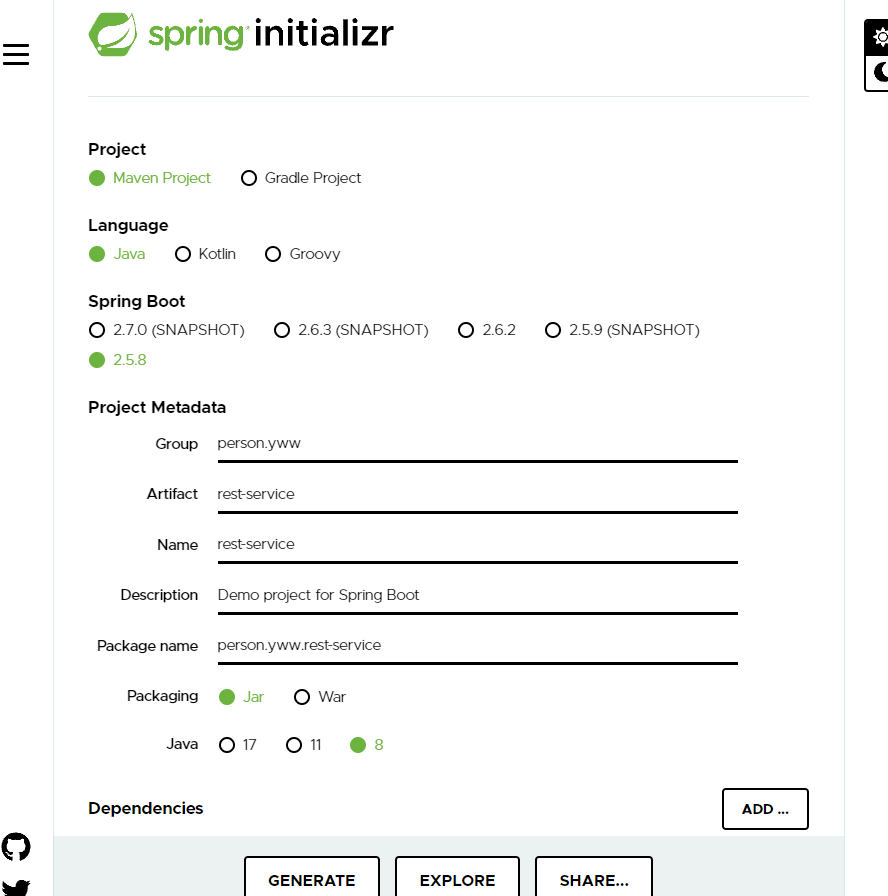 spring initializr
Project
Maven Project Gradle Project
Language
Java Kotlin Groovy
Spring Boot
2.7.0 (SNAPSHOT) 2.6.3 (SNAPSHOT) 2.6.2 2.5.9 (SNAPSHOT)
2.5.8
Project Metadata
Group person.yww
Artifact rest-service
Name rest-service
Description Demo project for Spring Boot
Package name person.yww.rest-service
Packaging Jar War
Java 17 11 8
Dependencies ADD ...
GENERATE EXPLORE SHARE...